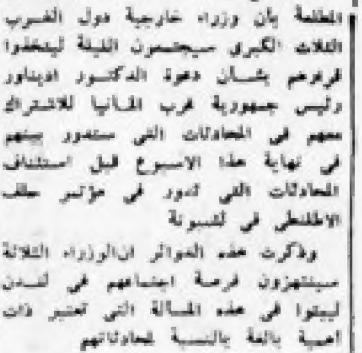 المطلعة بأن وزراء خارجية دول الغرب
الثلاث الكبرى سيجتمعون الليلة ليتخذوا
قرارهم بشأن دعوة الدكتور اديناور
رئيس جمهورية غرب المانيا للاشتراك
معهم في المحادثات التي ستدور بينهم
في نهاية هذا الاسبوع قبل استئناف
المحادثات التي تدور في مؤتمر حلف
الاطلنطي في لشبونة
وذكرت هذه الدوائر ان الوزراء الثلاثة
سينتهزون فرصة اجتماعهم في لندن
ليبتوا في هذه المسألة التي تعتبر ذات
أهمية بالغة بالنسبة لمحادثاتهم